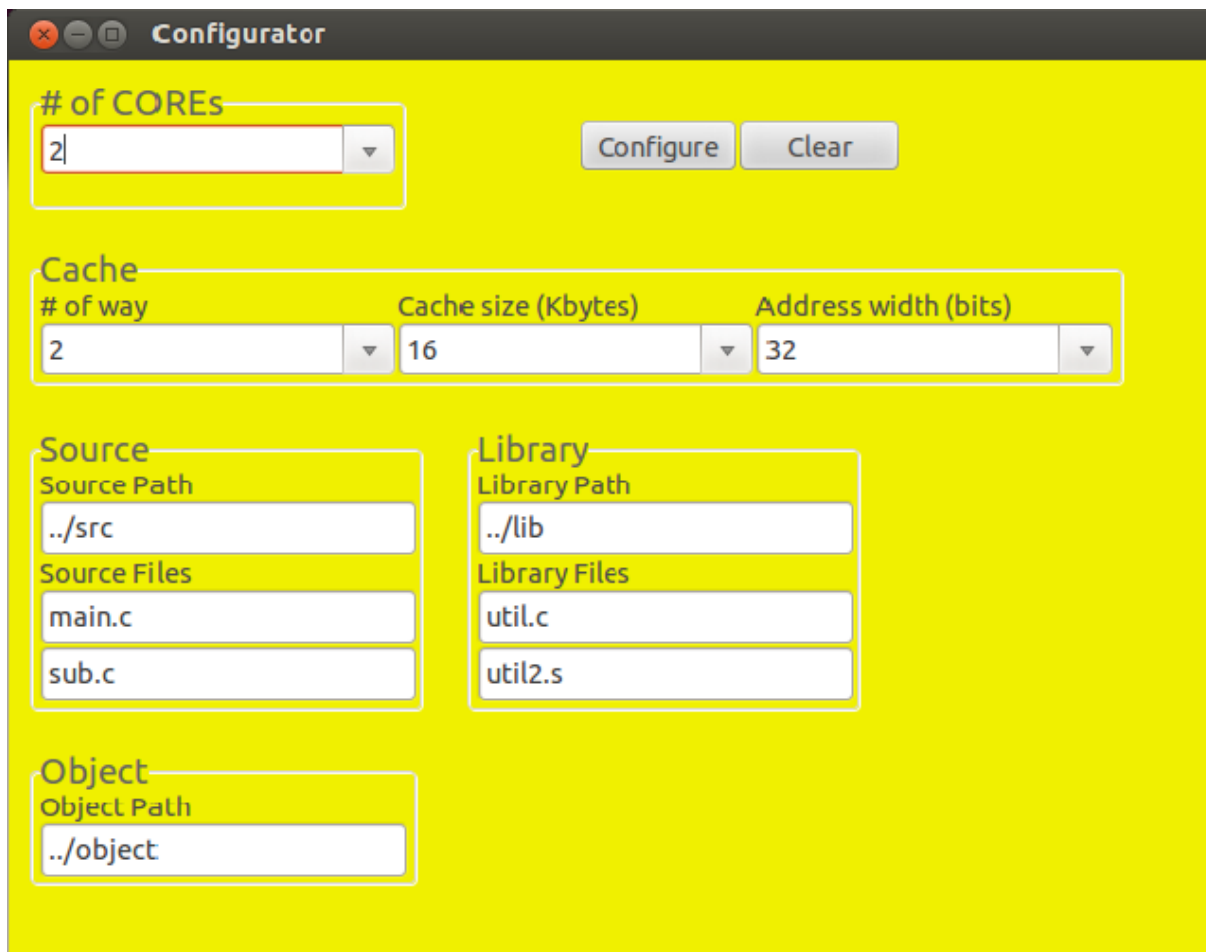 Configurator
# of COREs
2
Configure Clear
Cache
# of way Cache size (Kbytes) Address width (bits)
2 16 32
Source
Source Path
../src
Source Files
main.c
sub.c
Library
Library Path
../lib
Library Files
util.c
util2.s
Object
Object Path
../object